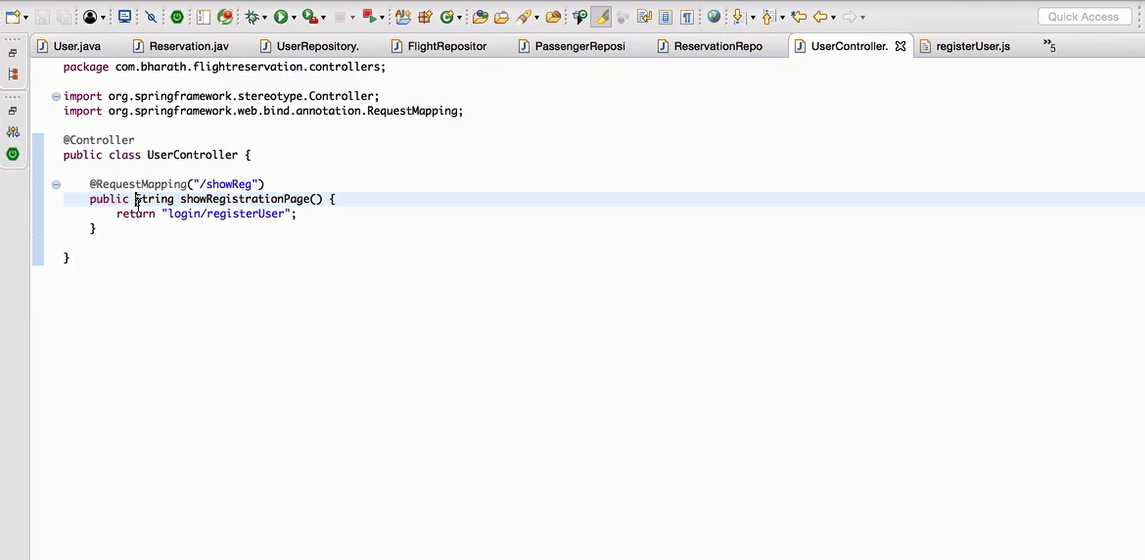 Quick Access
User.java
Reservation.jav
UserRepository.
FlightRepositor
PassengerReposi
ReservationRepo
UserController.
registerUser.js
»5
package com.bharath.flightreservation.controllers;
import org.springframework.stereotype.Controller;
import org.springframework.web.bind.annotation.RequestMapping;
@Controller
public class UserController {
@RequestMapping("/showReg")
public String showRegistrationPage() {
return "login/registerUser";
}
}